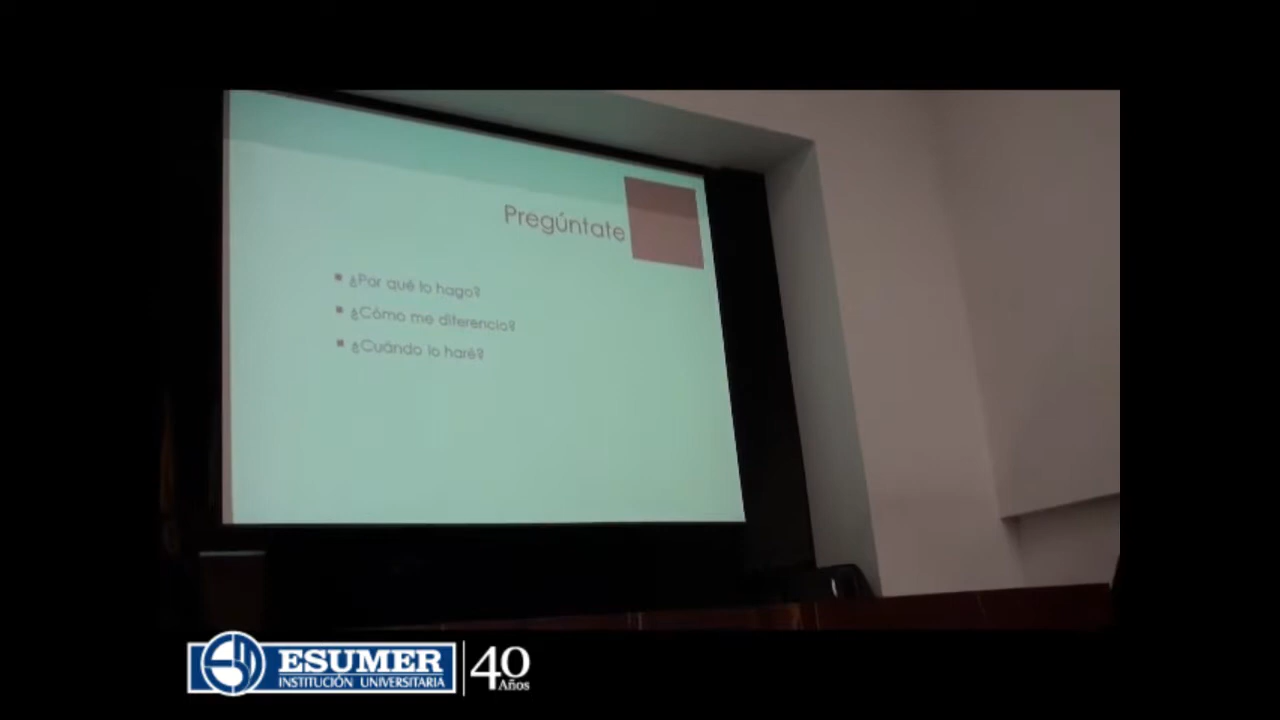 Pregúntate
¿Por qué lo hago?
¿Cómo me diferencio?
¿Cuándo lo haré?
ESUMER
INSTITUCIÓN UNIVERSITARIA
40
Años